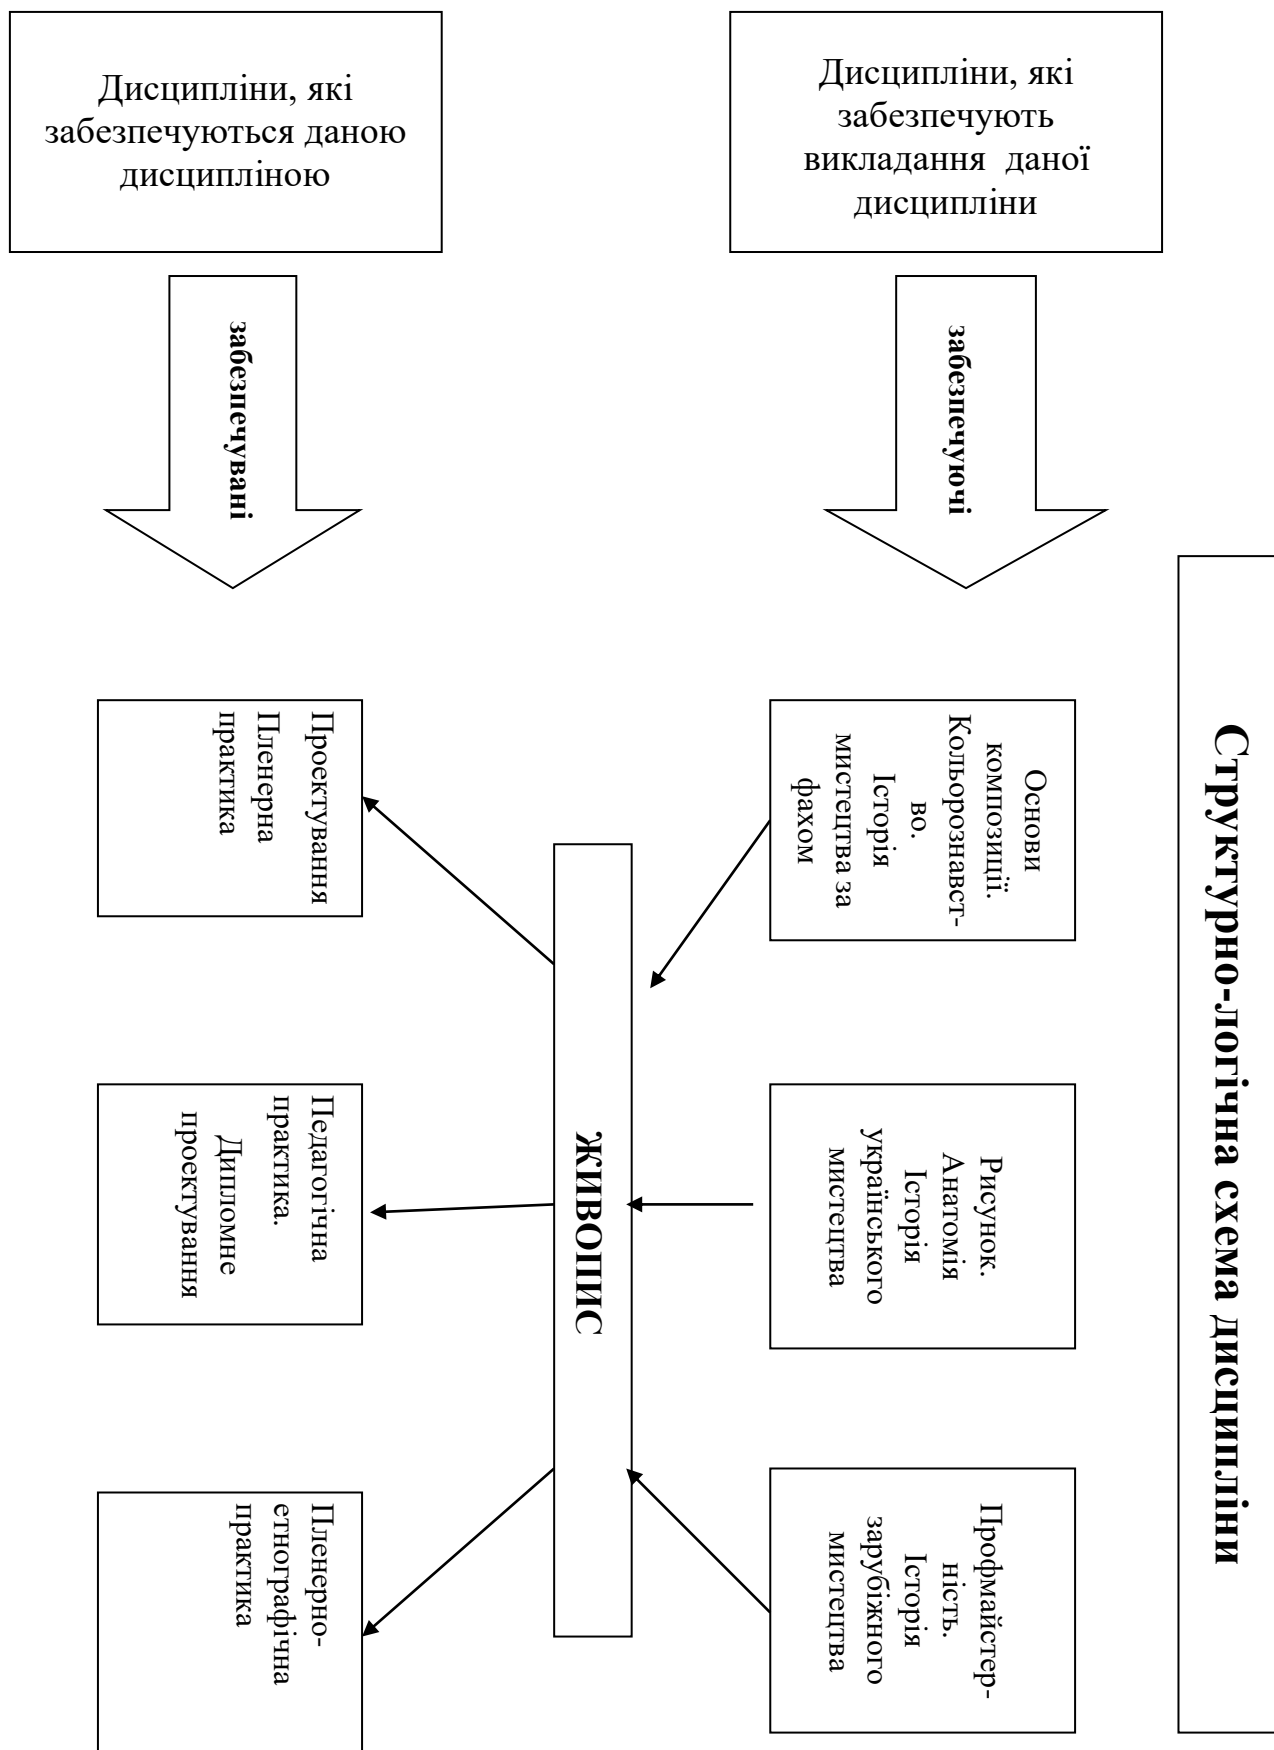 Структурно-логічна схема дисципліни
Дисципліни, які
забезпечують
викладання даної
дисципліни
забезпечуючі
Основи
композиції.
Кольорознавст-
во.
Історія
мистецтва за
фахом
Рисунок.
Анатомія
Історія
українського
мистецтва
Профмайстер-
ність.
Історія
зарубіжного
мистецтва
ЖИВОПИС
Дисципліни, які
забезпечуються даною
дисципліною
забезпечувані
Проектування
Пленерна
практика
Педагогічна
практика.
Дипломне
проектування
Пленерно-
етнографічна
практика